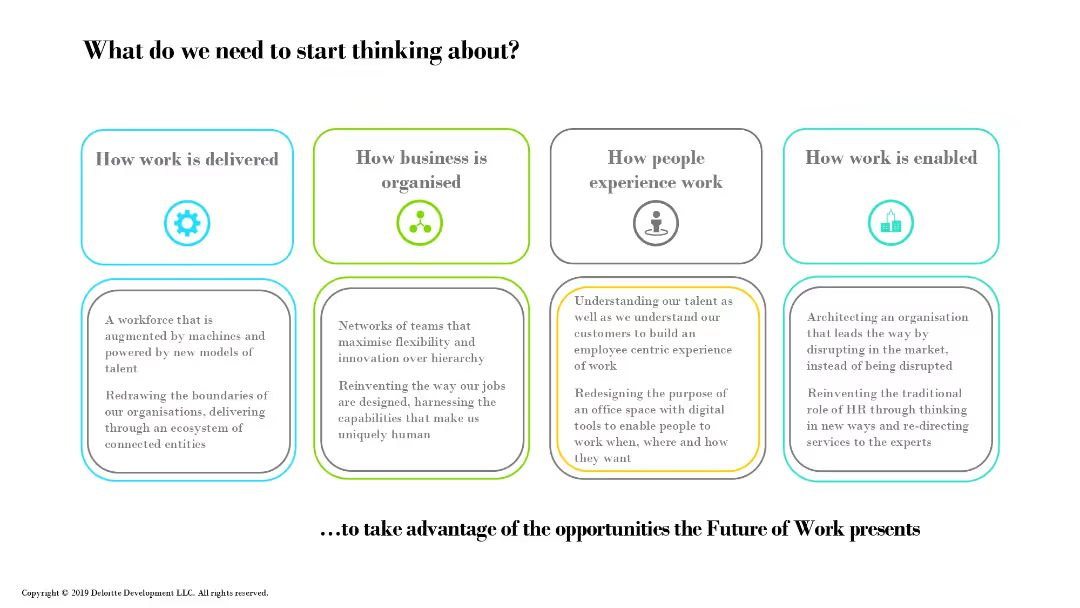 What do we need to start thinking about?
How work is delivered
How business is
organised
How people
experience work
How work is enabled
A workforce that is
augmented by machines and
powered by new models of
talent
Redrawing the boundaries of
our organisations, delivering
through an ecosystem of
connected entities
Networks of teams that
maximise flexibility and
innovation over hierarchy
Reinventing the way our jobs
are designed, harnessing the
capabilities that make us
uniquely human
Understanding our talent as
well as we understand our
customers to build an
employee centric experience
of work
Redesigning the purpose of
an office space with digital
tools to enable people to
work when, where and how
they want
Architecting an organisation
that leads the way by
disrupting in the market,
instead of being disrupted
Reinventing the traditional
role of HR through thinking
in new ways and re-directing
services to the experts
…to take advantage of the opportunities the Future of Work presents
Copyright © 2019 Deloitte Development LLC. All rights reserved.